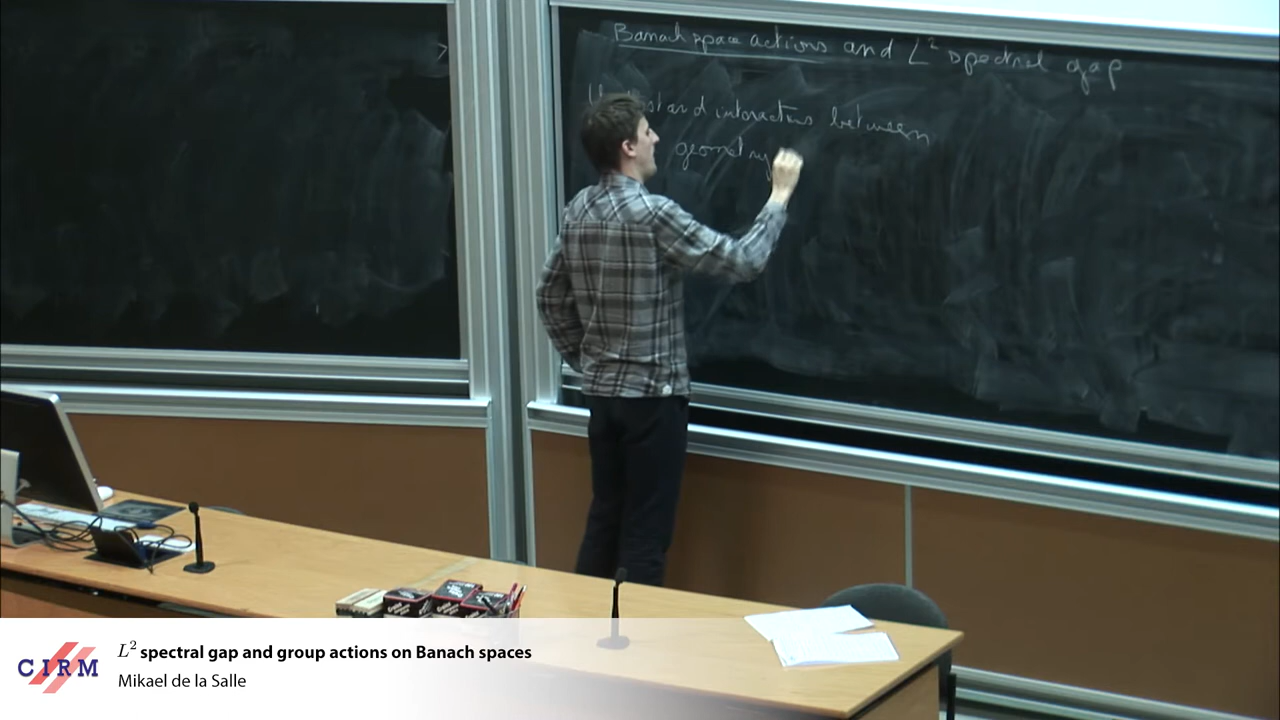 Banach space actions and L² spectral gap
interactions between
geometry
CIRM
L² spectral gap and group actions on Banach spaces
Mikael de la Salle